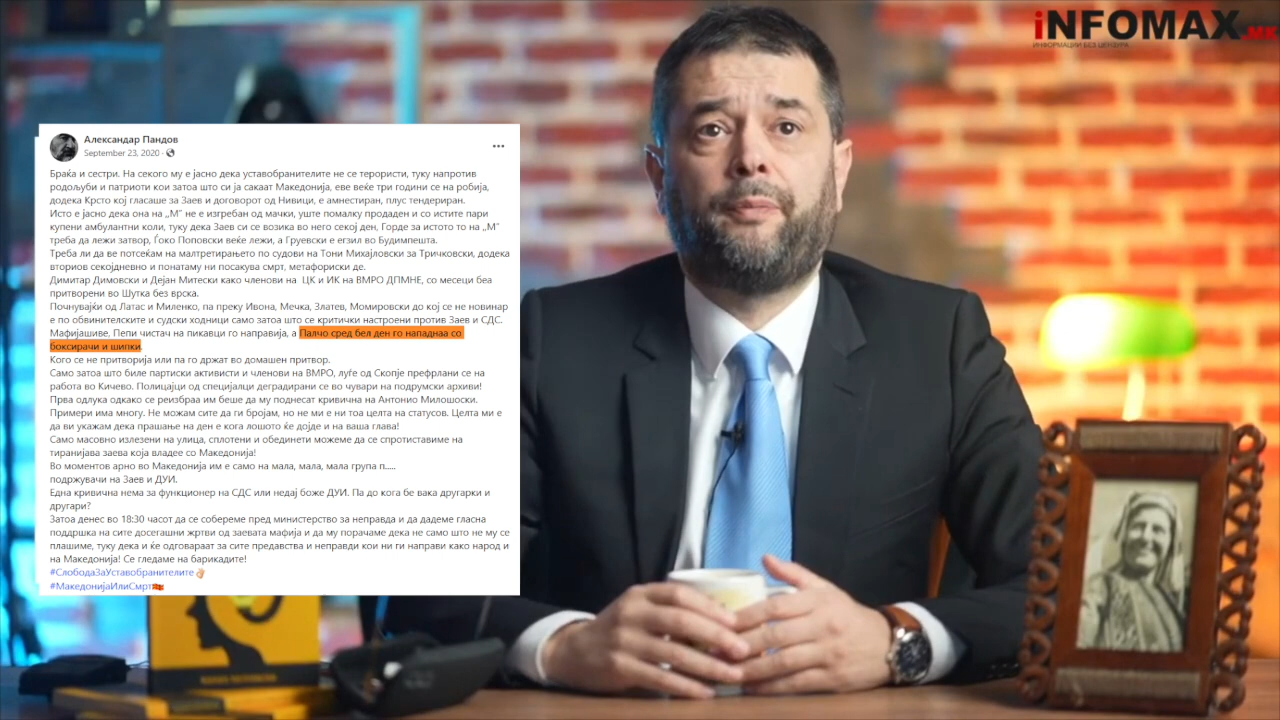 iNFOMAX.МК
ИНФОРМАЦИИ БЕЗ ЦЕНЗУРА
Александар Пандов
September 23, 2020
Браќа и сестри. На секого му е јасно дека уставобранителите не се терористи, туку напротив
родољуби и патриоти кои затоа што си ја сакаат Македонија, еве веќе три години се на робија,
додека Крсто кој гласаше за Заев и договорот од Нивици, е амнестиран, плус тендериран.
Исто е јасно дека она на ,,М" не е изгребан од мачки, уште помалку продаден и со истите пари
купени амбулантни коли, туку дека Заев си се возика во него секој ден, Горде за истото то на ,,М"
треба да лежи затвор, Ѓоко Поповски веќе лежи, а Груевски е егзил во Будимпешта.
Треба ли да ве потсеќам на малтретирањето по судови на Тони Михајловски за Тричковски, додека
вториов секојдневно и понатаму ни посакува смрт, метафориски де.
Димитар Димовски и Дејан Митески како членови на ЦК и ИК на ВМРО ДПМНЕ, со месеци беа
притворени во Шутка без врска.
Почнувајќи од Латас и Миленко, па преку Ивона, Мечка, Златев, Момировски до кој се не новинар
е по обвинителските и судски ходници само затоа што се критички настроени против Заев и СДС.
Мафијашиве, Пепи чистач на пикавци го направија, а Палчо сред бел ден го нападнаа со
боксирачи и шипки.
Кого се не притворија или па го држат во домашен притвор.
Само затоа што биле партиски активисти и членови на ВМРО, луѓе од Скопје префрлани се на
работа во Кичево. Полицајци од специјалци деградирани се во чувари на подрумски архиви!
Прва одлука одкако се реизбраа им беше да му поднесат кривична на Антонио Милошоски.
Примери има многу. Не можам сите да ги бројам, но не ми е ни тоа целта на статусов. Целта ми е
да ви укажам дека прашање на ден е кога лошото ќе дојде и на ваша глава!
Само масовно излезени на улица, сплотени и обединети можеме да се спротиставиме на
тиранијава заева која владее со Македонија!
Во моментов арно во Македонија им е само на мала, мала, мала група п.....
подржувачи на Заев и ДУИ.
Една кривична нема за функционер на СДС или недај боже ДУИ. Па до кога бе вака другарки и
другари?
Затоа денес во 18:30 часот да се собереме пред министерство за неправда и да дадеме гласна
поддршка на сите досегашни жртви од заевата мафија и да му порачаме дека не само што не му се
плашиме, туку дека и ќе одговараат за сите предавства и неправди кои ни ги направи како народ и
на Македонија! Се гледаме на барикадите!
#СлободаЗаУставобранителите👌🏻
#МакедонијаИлиСмрт🇲🇰